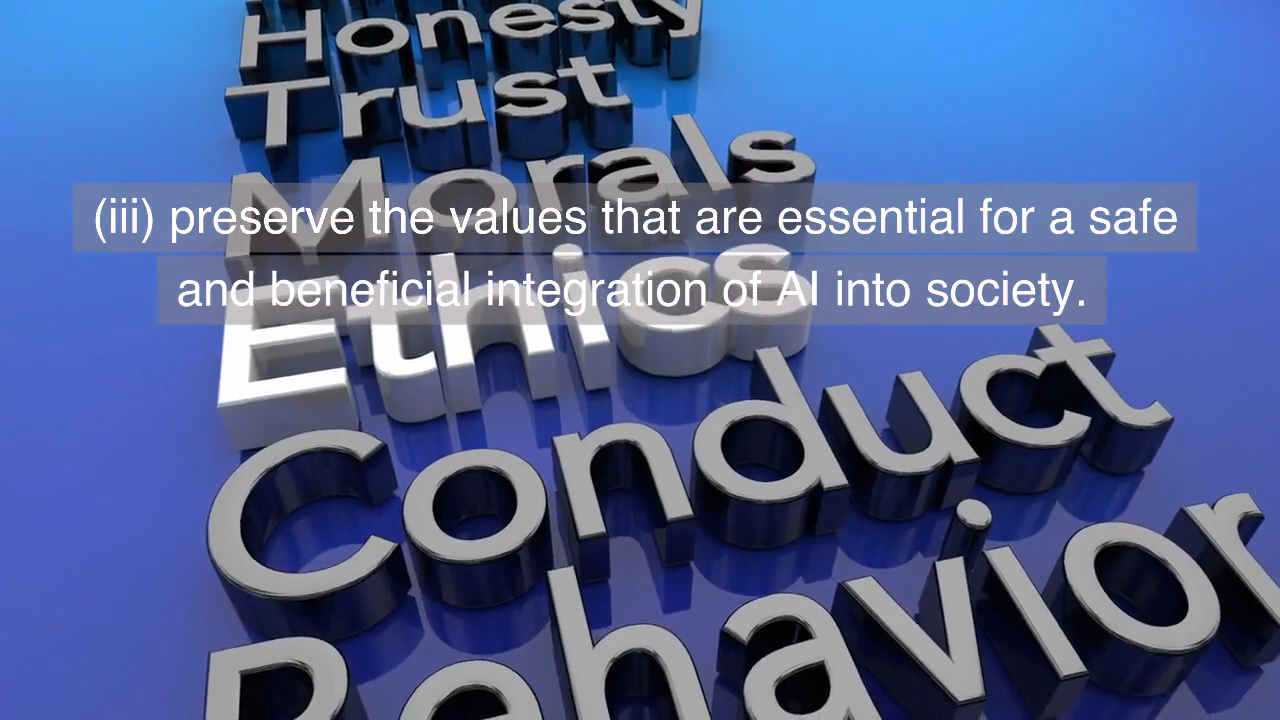 Honesty
Trust
Morals
(iii) preserve the values that are essential for a safe
Ethics
and beneficial integration of AI into society.
Conduct
Behavior